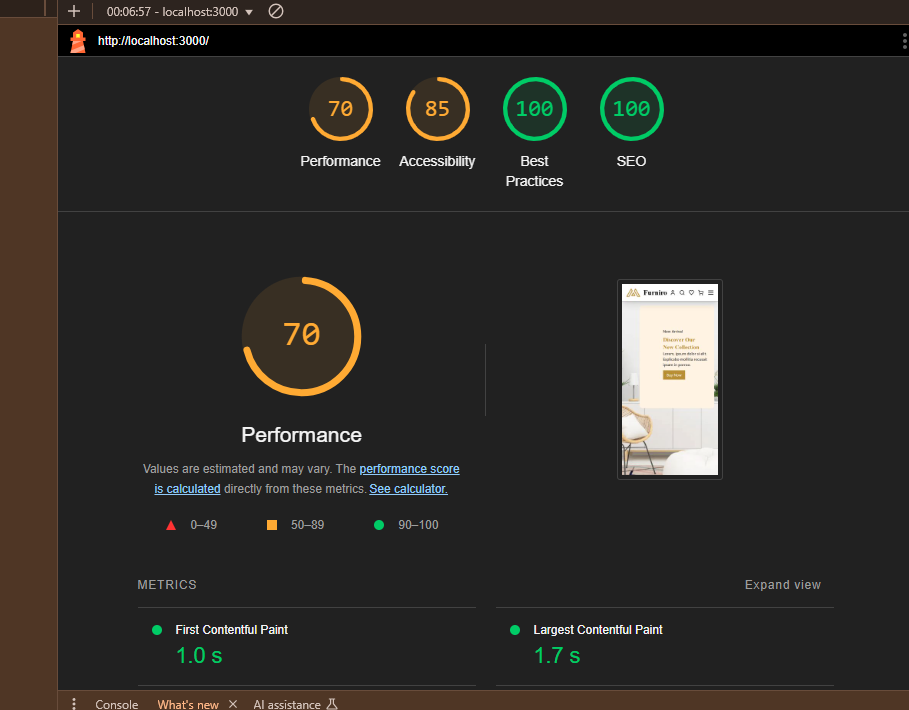 00:06:57 - localhost:3000
http://localhost:3000/
70
85
100
100
Performance
Accessibility
Best
Practices
SEO
70
Furniro
New Arrival
Discover Our
New Collection
Buy Now
Performance
Values are estimated and may vary. The performance score
is calculated directly from these metrics. See calculator.
0–49
50–89
90–100
METRICS
Expand view
First Contentful Paint
1.0 s
Largest Contentful Paint
1.7 s
Console
What's new
AI assistance